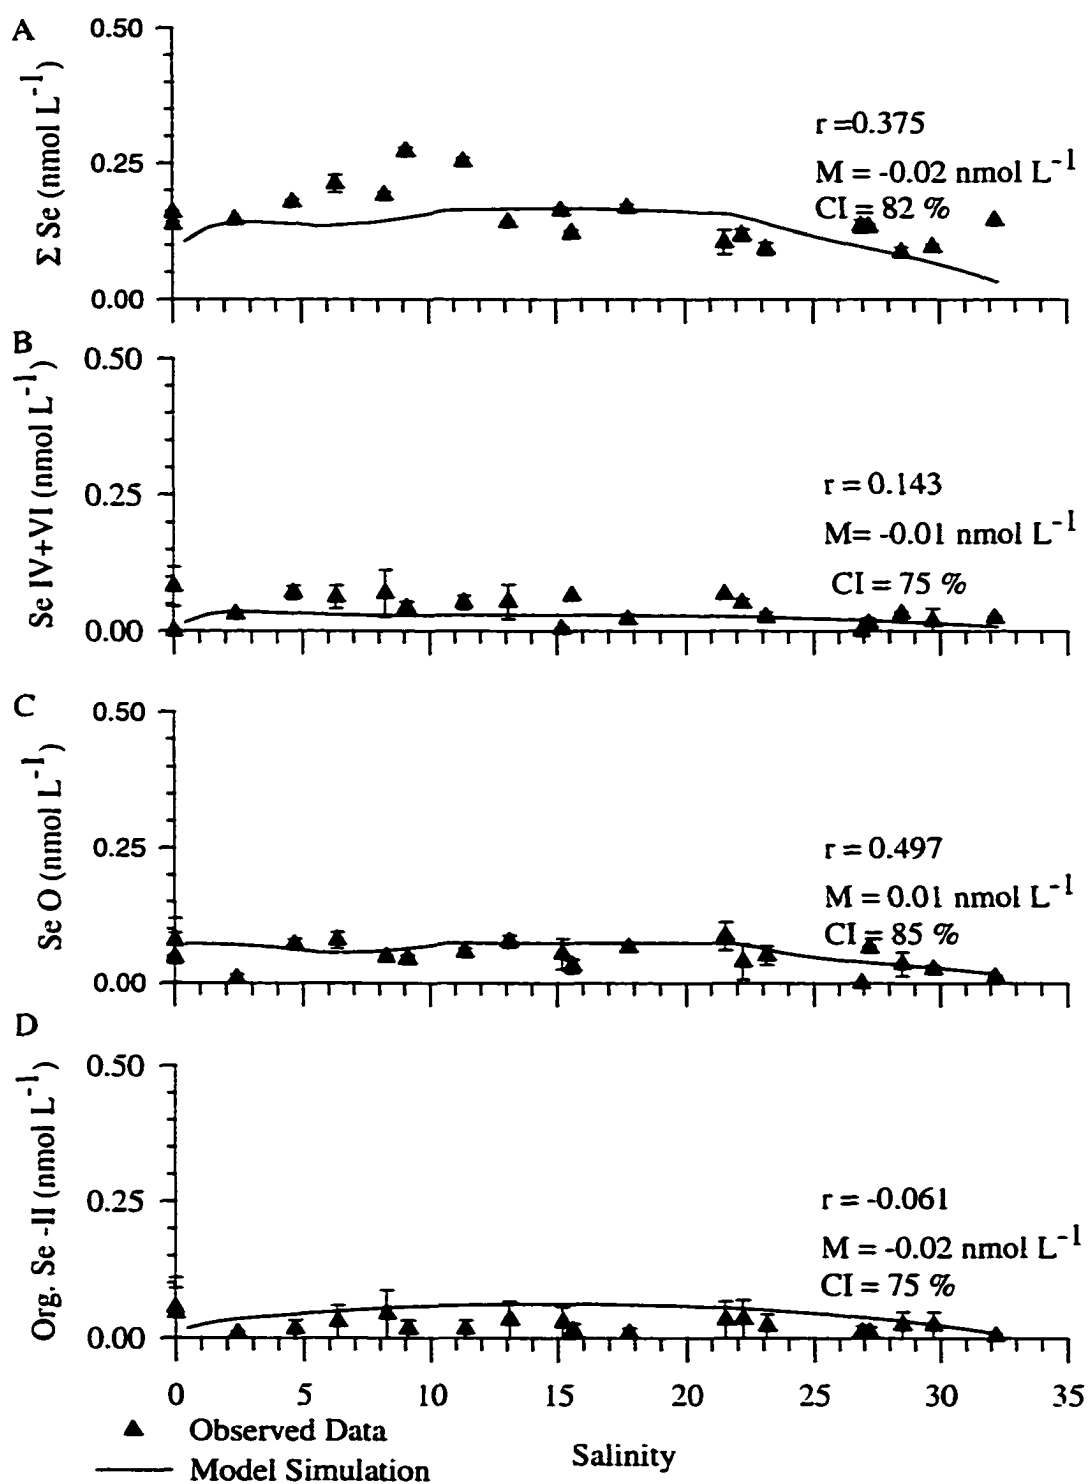 A
0.50
0.25
0.00
Σ Se (nmol L⁻¹)
r =0.375
M = -0.02 nmol L⁻¹
CI = 82 %
B
0.50
0.25
0.00
Se IV+VI (nmol L⁻¹)
r = 0.143
M= -0.01 nmol L⁻¹
CI = 75 %
C
0.50
0.25
0.00
Se O (nmol L⁻¹)
r = 0.497
M = 0.01 nmol L⁻¹
CI = 85 %
D
0.50
0.25
0.00
Org. Se -II (nmol L⁻¹)
r = -0.061
M = -0.02 nmol L⁻¹
CI = 75 %
0 5 10 15 20 25 30 35
Observed Data
Salinity
Model Simulation